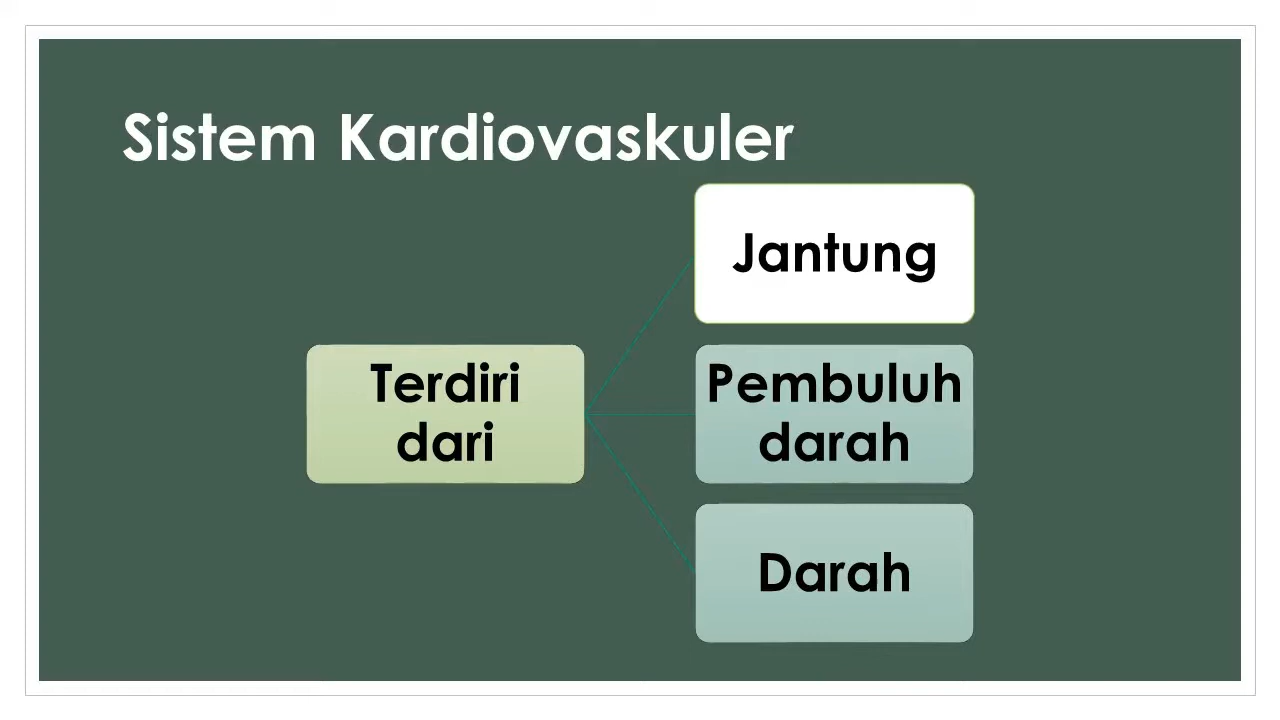 Sistem Kardiovaskuler
Terdiri
dari
Jantung
Pembuluh
darah
Darah